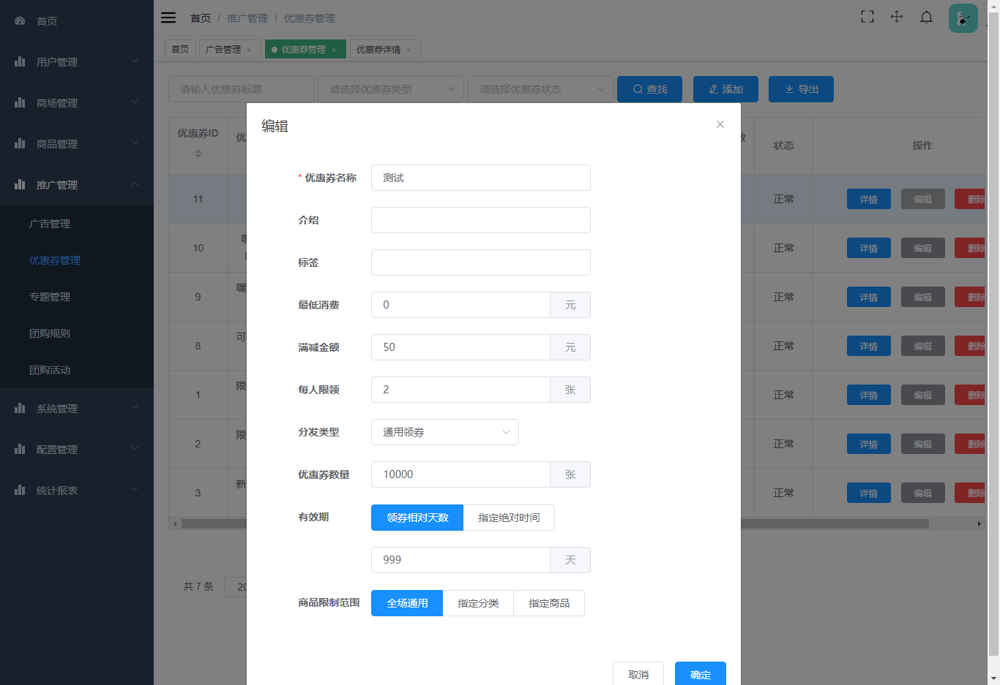 首页
用户管理
商场管理
商品管理
推广管理
广告管理
优惠券管理
专题管理
团购规则
团购活动
系统管理
配置管理
统计报表
首页 / 推广管理 / 优惠券管理
首页 广告管理 × 优惠券管理 × 优惠券详情 ×
请输入优惠券标题 请选择优惠券类型 请选择优惠券状态 查找 添加 导出
优惠券ID 优 数 状态 操作
11 正常 详情 编辑 删除
10 嘿 正常 详情 编辑 删除
9 嘿 正常 详情 编辑 删除
8 可 正常 详情 编辑 删除
1 限 正常 详情 编辑 删除
2 限 正常 详情 编辑 删除
3 新 正常 详情 编辑 删除
共 7 条 20
编辑
* 优惠券名称 测试
介绍
标签
最低消费 0 元
满减金额 50 元
每人限领 2 张
分发类型 通用领券
优惠券数量 10000 张
有效期 领券相对天数 指定绝对时间
999 天
商品限制范围 全场通用 指定分类 指定商品
取消 确定